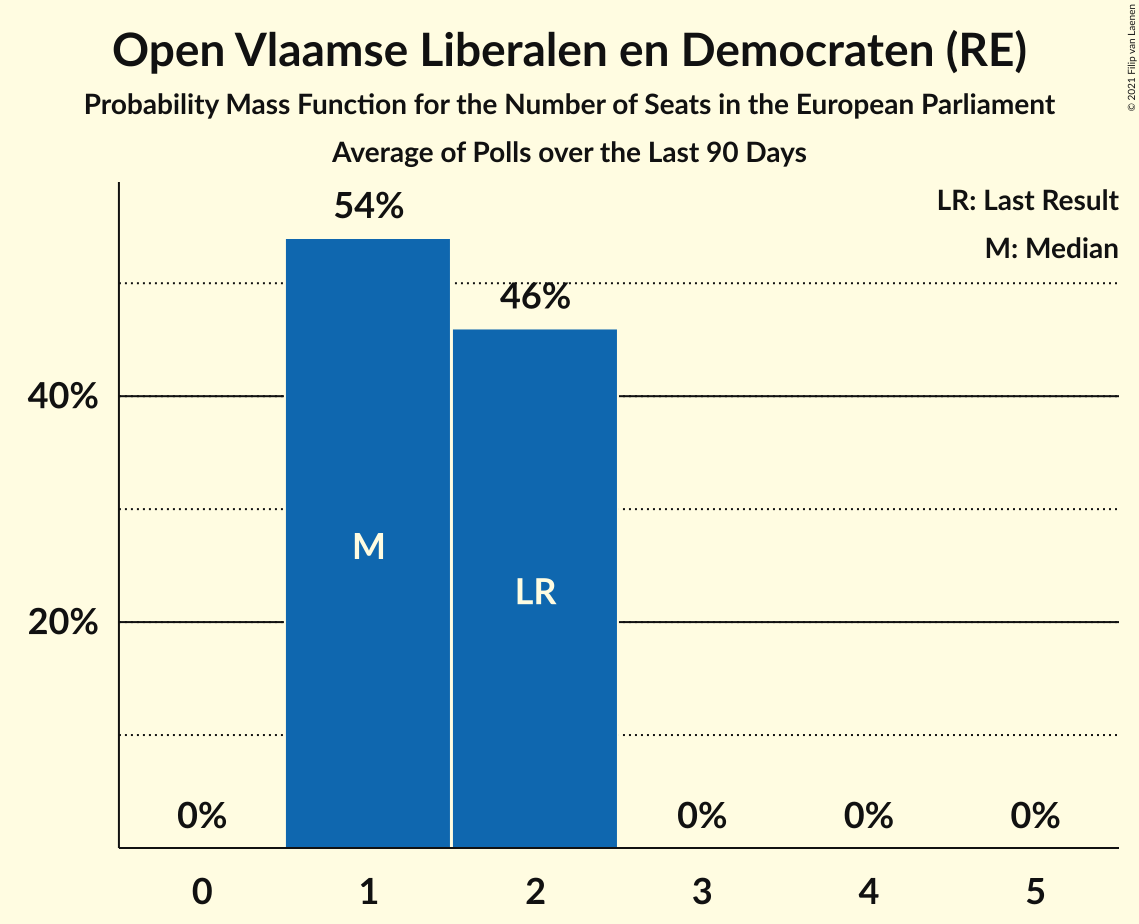 Open Vlaamse Liberalen en Democraten (RE)
Probability Mass Function for the Number of Seats in the European Parliament
Average of Polls over the Last 90 Days
© 2021 Filip van Laenen
LR: Last Result
M: Median
54%
46%
40%
M
LR
20%
0% 0% 0% 0%
0 1 2 3 4 5